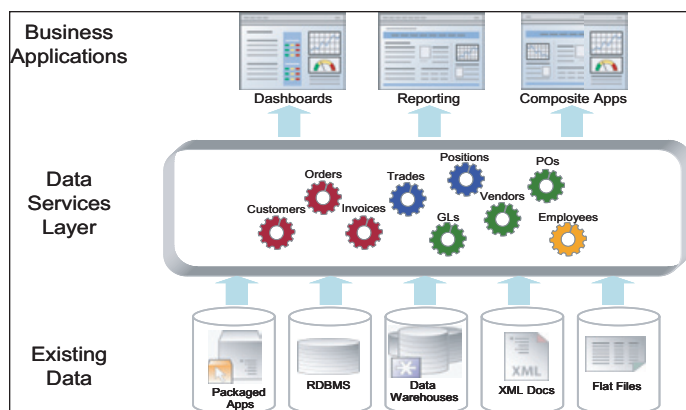 Business
Applications
Dashboards
Reporting
Composite Apps
Data
Services
Layer
Customers
Orders
Invoices
Trades
Positions
GLs
Vendors
POs
Employees
Existing
Data
Packaged
Apps
RDBMS
Data
Warehouses
XML
XML Docs
Flat Files